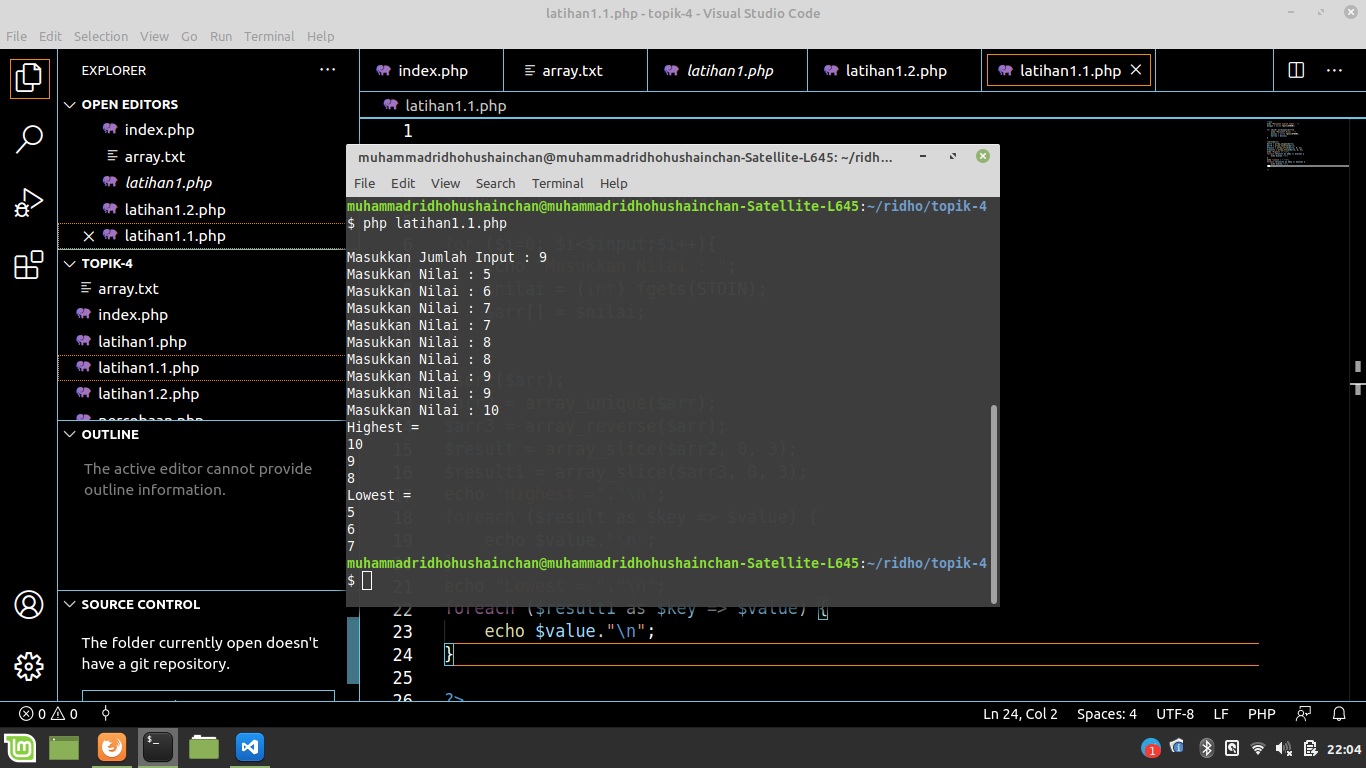 latihan1.1.php - topik-4 - Visual Studio Code
File Edit Selection View Go Run Terminal Help
EXPLORER
OPEN EDITORS
index.php
array.txt
latihan1.php
latihan1.2.php
latihan1.1.php
TOPIK-4
array.txt
index.php
latihan1.php
latihan1.1.php
latihan1.2.php
percobaan.php
OUTLINE
The active editor cannot provide
outline information.
SOURCE CONTROL
The folder currently open doesn't
have a git repository.
index.php array.txt latihan1.php latihan1.2.php latihan1.1.php
latihan1.1.php
1
muhammadridhohushainchan@muhammadridhohushainchan-Satellite-L645: ~/ridh...
File Edit View Search Terminal Help
muhammadridhohushainchan@muhammadridhohushainchan-Satellite-L645:~/ridho/topik-4
$ php latihan1.1.php
Masukkan Jumlah Input : 9
Masukkan Nilai : 5
Masukkan Nilai : 6
Masukkan Nilai : 7
Masukkan Nilai : 7
Masukkan Nilai : 8
Masukkan Nilai : 8
Masukkan Nilai : 9
Masukkan Nilai : 9
Masukkan Nilai : 10
Highest =
10
9
8
Lowest =
5
6
7
muhammadridhohushainchan@muhammadridhohushainchan-Satellite-L645:~/ridho/topik-4
$
22 foreach ($result1 as $key => $value) {
23 echo $value."\n";
24 }
25
26 ?>
0 0 Ln 24, Col 2 Spaces: 4 UTF-8 LF PHP
1 22:04